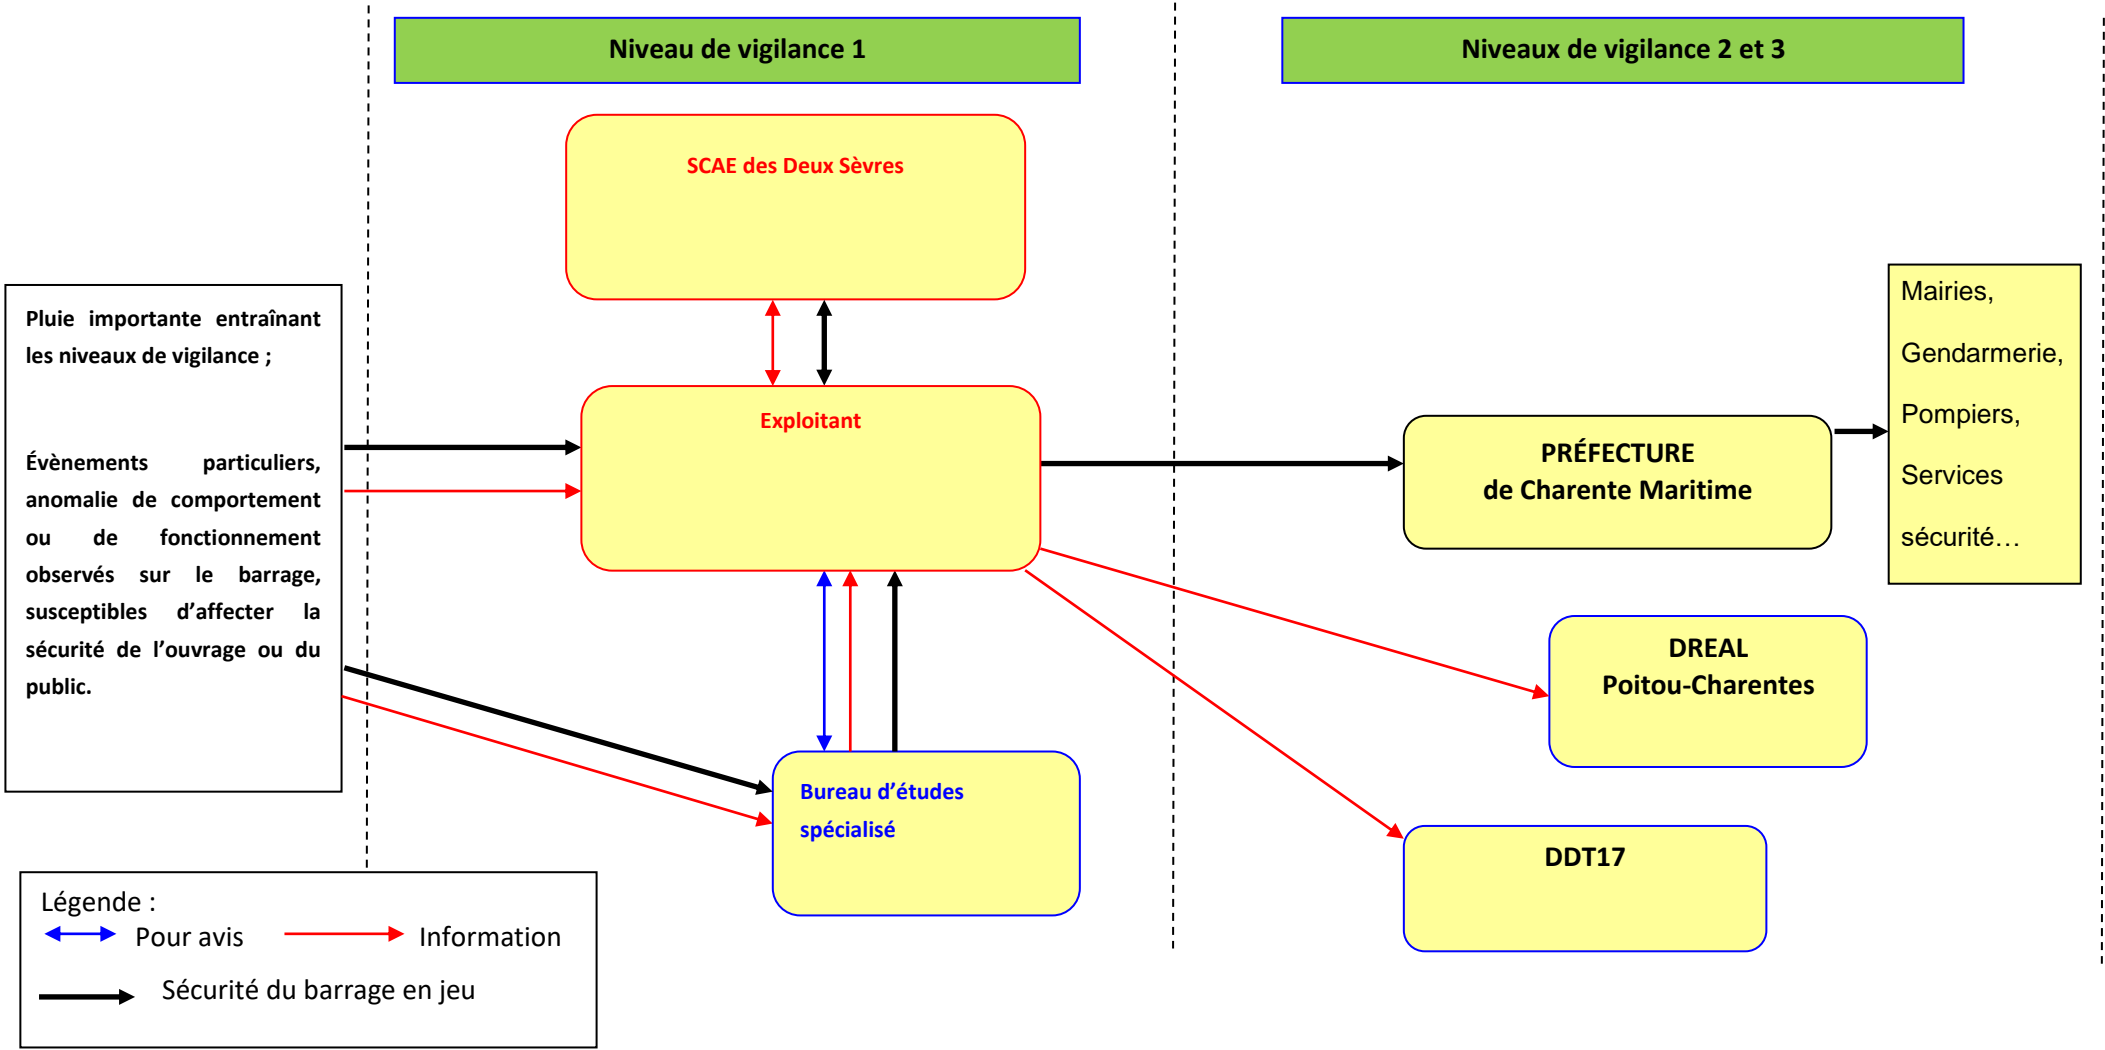 Niveau de vigilance 1
Niveaux de vigilance 2 et 3
SCAE des Deux Sèvres
Pluie importante entraînant
les niveaux de vigilance ;
Évènements particuliers,
anomalie de comportement
ou de fonctionnement
observés sur le barrage,
susceptibles d’affecter la
sécurité de l’ouvrage ou du
public.
Exploitant
PRÉFECTURE
de Charente Maritime
Mairies,
Gendarmerie,
Pompiers,
Services
sécurité…
DREAL
Poitou-Charentes
Bureau d’études
spécialisé
DDT17
Légende :
Pour avis
Information
Sécurité du barrage en jeu